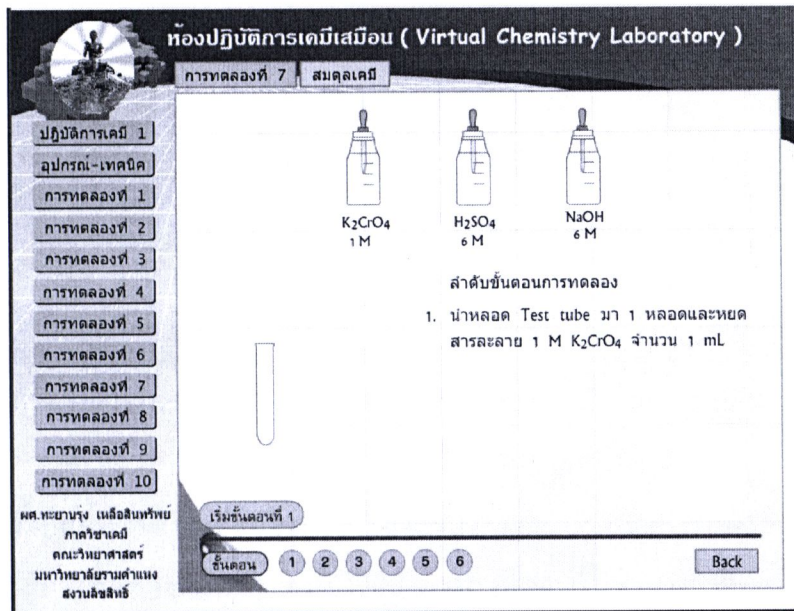 ห้องปฏิบัติการเคมีเสมือน ( Virtual Chemistry Laboratory )
การทดลองที่ 7 สมดุลเคมี
ปฏิบัติการเคมี 1
อุปกรณ์-เทคนิค
การทดลองที่ 1
การทดลองที่ 2
การทดลองที่ 3
การทดลองที่ 4
การทดลองที่ 5
การทดลองที่ 6
การทดลองที่ 7
การทดลองที่ 8
การทดลองที่ 9
การทดลองที่ 10
ผศ.ทะยานรุ่ง เหลือสินทรัพย์
ภาควิชาเคมี
คณะวิทยาศาสตร์
มหาวิทยาลัยรามคำแหง
สงวนลิขสิทธิ์
K₂CrO₄
1 M
H₂SO₄
6 M
NaOH
6 M
ลำดับขั้นตอนการทดลอง
1. นำหลอด Test tube มา 1 หลอดและหยด
สารละลาย 1 M K₂CrO₄ จำนวน 1 mL
เริ่มขั้นตอนที่ 1
ขั้นตอน 1 2 3 4 5 6 Back